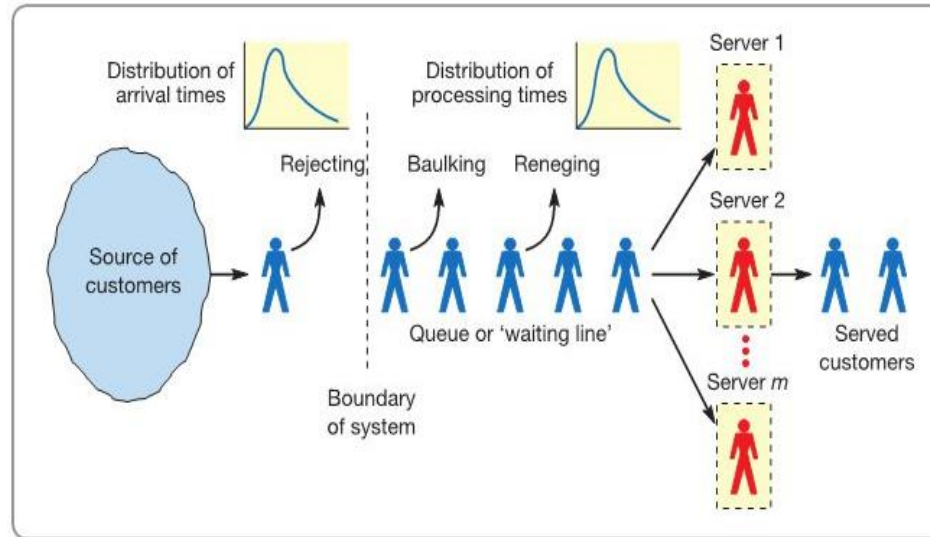 Distribution of
arrival times
Distribution of
processing times
Server 1
Rejecting
Baulking
Reneging
Server 2
Source of
customers
Queue or ‘waiting line’
Served
customers
Boundary
of system
Server m